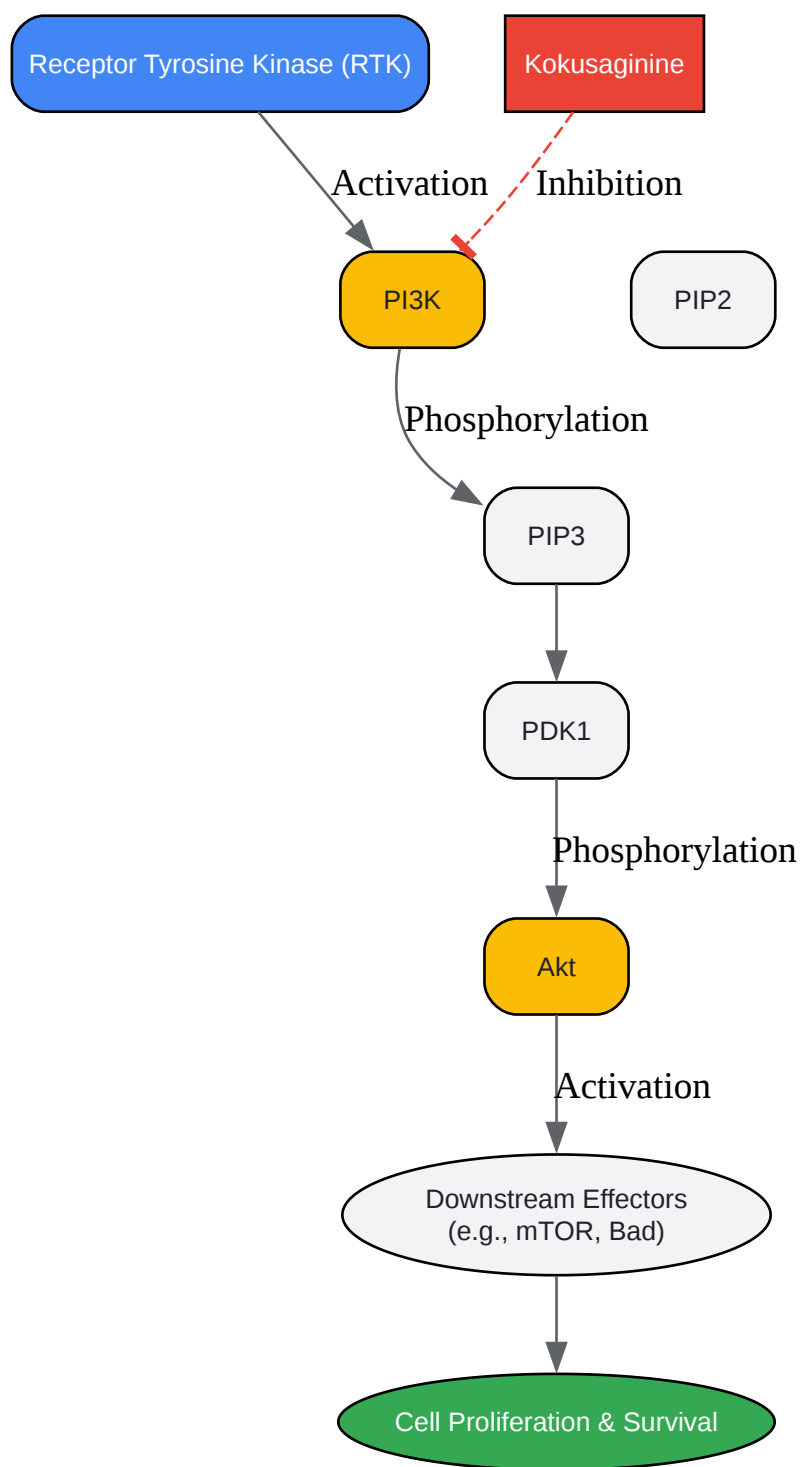 Receptor Tyrosine Kinase (RTK)
Kokusaginine
Activation
Inhibition
PI3K
PIP2
Phosphorylation
PIP3
PDK1
Phosphorylation
Akt
Activation
Downstream Effectors
(e.g., mTOR, Bad)
Cell Proliferation & Survival